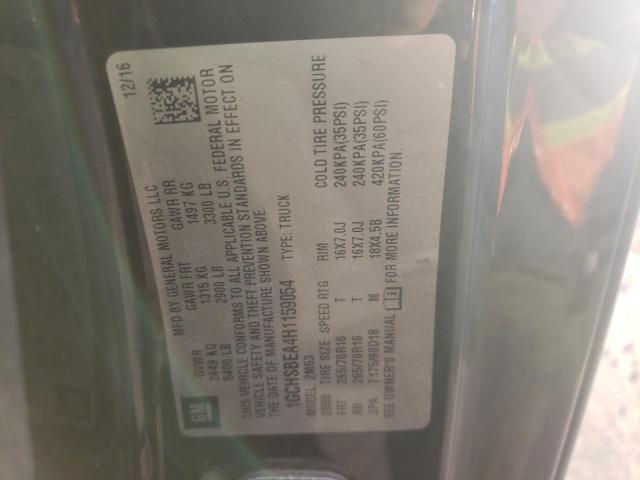 12/16
MFD BY GENERAL MOTORS LLC
GVWR GAWR FRT GAWR RR
2449 KG 1315 KG 1497 KG
5400 LB 2900 LB 3300 LB
THIS VEHICLE CONFORMS TO ALL APPLICABLE U.S. FEDERAL MOTOR
VEHICLE SAFETY AND THEFT PREVENTION STANDARDS IN EFFECT ON
THE DATE OF MANUFACTURE SHOWN ABOVE.
1GCHSBEA4H1159054 TYPE: TRUCK
MODEL: 2M53
2BBB TIRE SIZE SPEED RTG RIM COLD TIRE PRESSURE
FRT 265/70R16 T 16X7.0J 240KPA(35PSI)
RR 265/70R16 T 16X7.0J 240KPA(35PSI)
SPA T175/90D18 M 18X4.5B 420KPA(60PSI)
SEE OWNER'S MANUAL FOR MORE INFORMATION.
GM